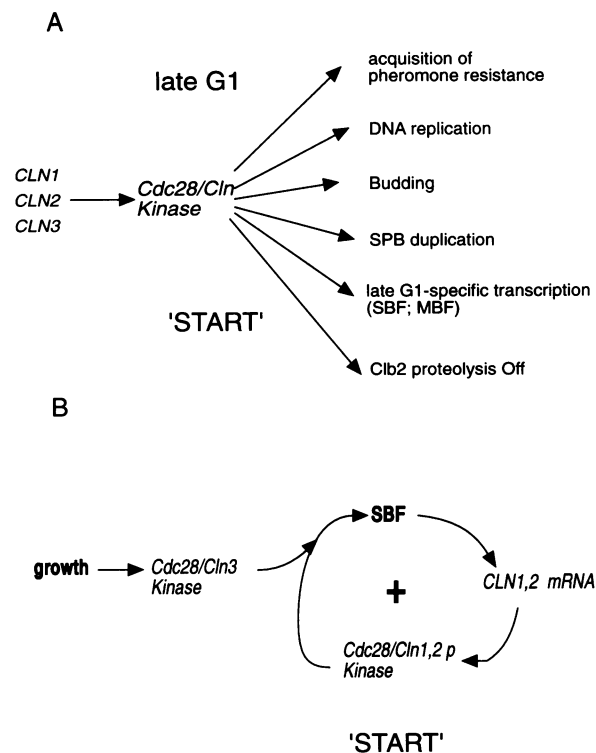 A
late G1
acquisition of
pheromone resistance
DNA replication
CLN1
CLN2
CLN3
Cdc28/Cln
Kinase
Budding
SPB duplication
late G1-specific transcription
(SBF; MBF)
'START'
Clb2 proteolysis Off
B
SBF
growth
Cdc28/Cln3
Kinase
+
CLN1,2 mRNA
Cdc28/Cln1,2 p
Kinase
'START'